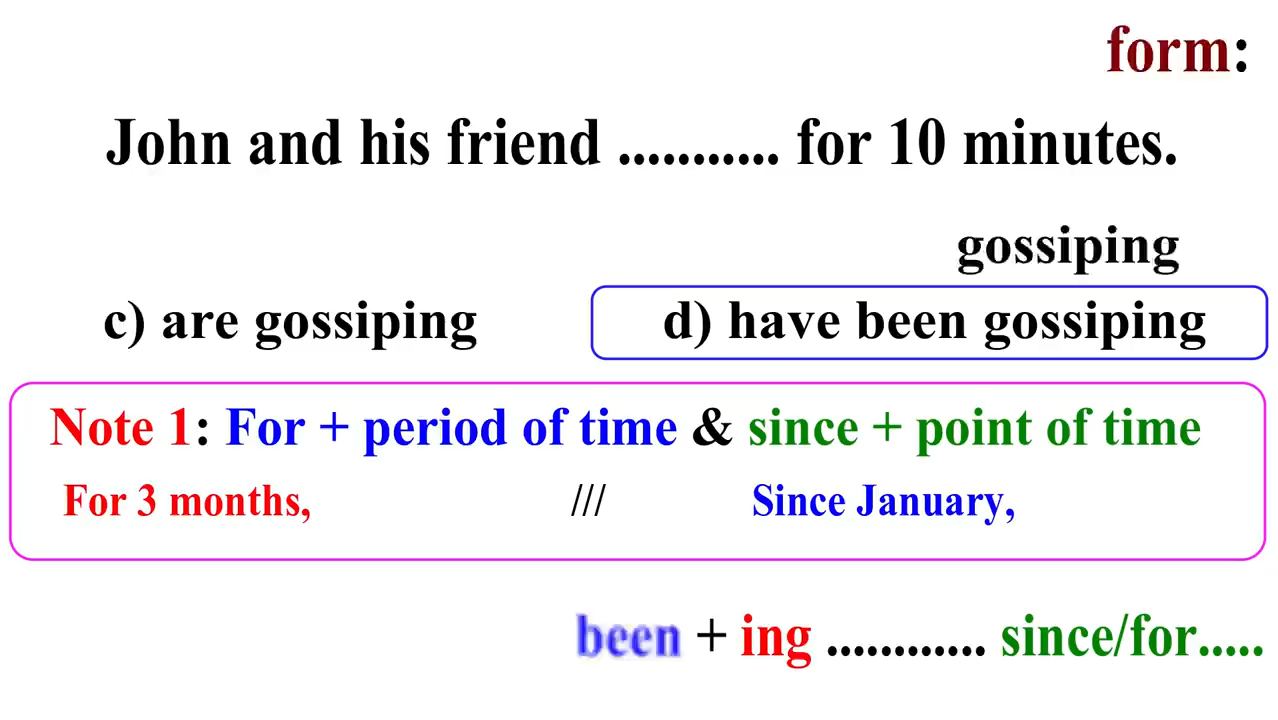 form:
John and his friend ........... for 10 minutes.
gossiping
c) are gossiping d) have been gossiping
Note 1: For + period of time & since + point of time
For 3 months, /// Since January,
been + ing ............ since/for.....